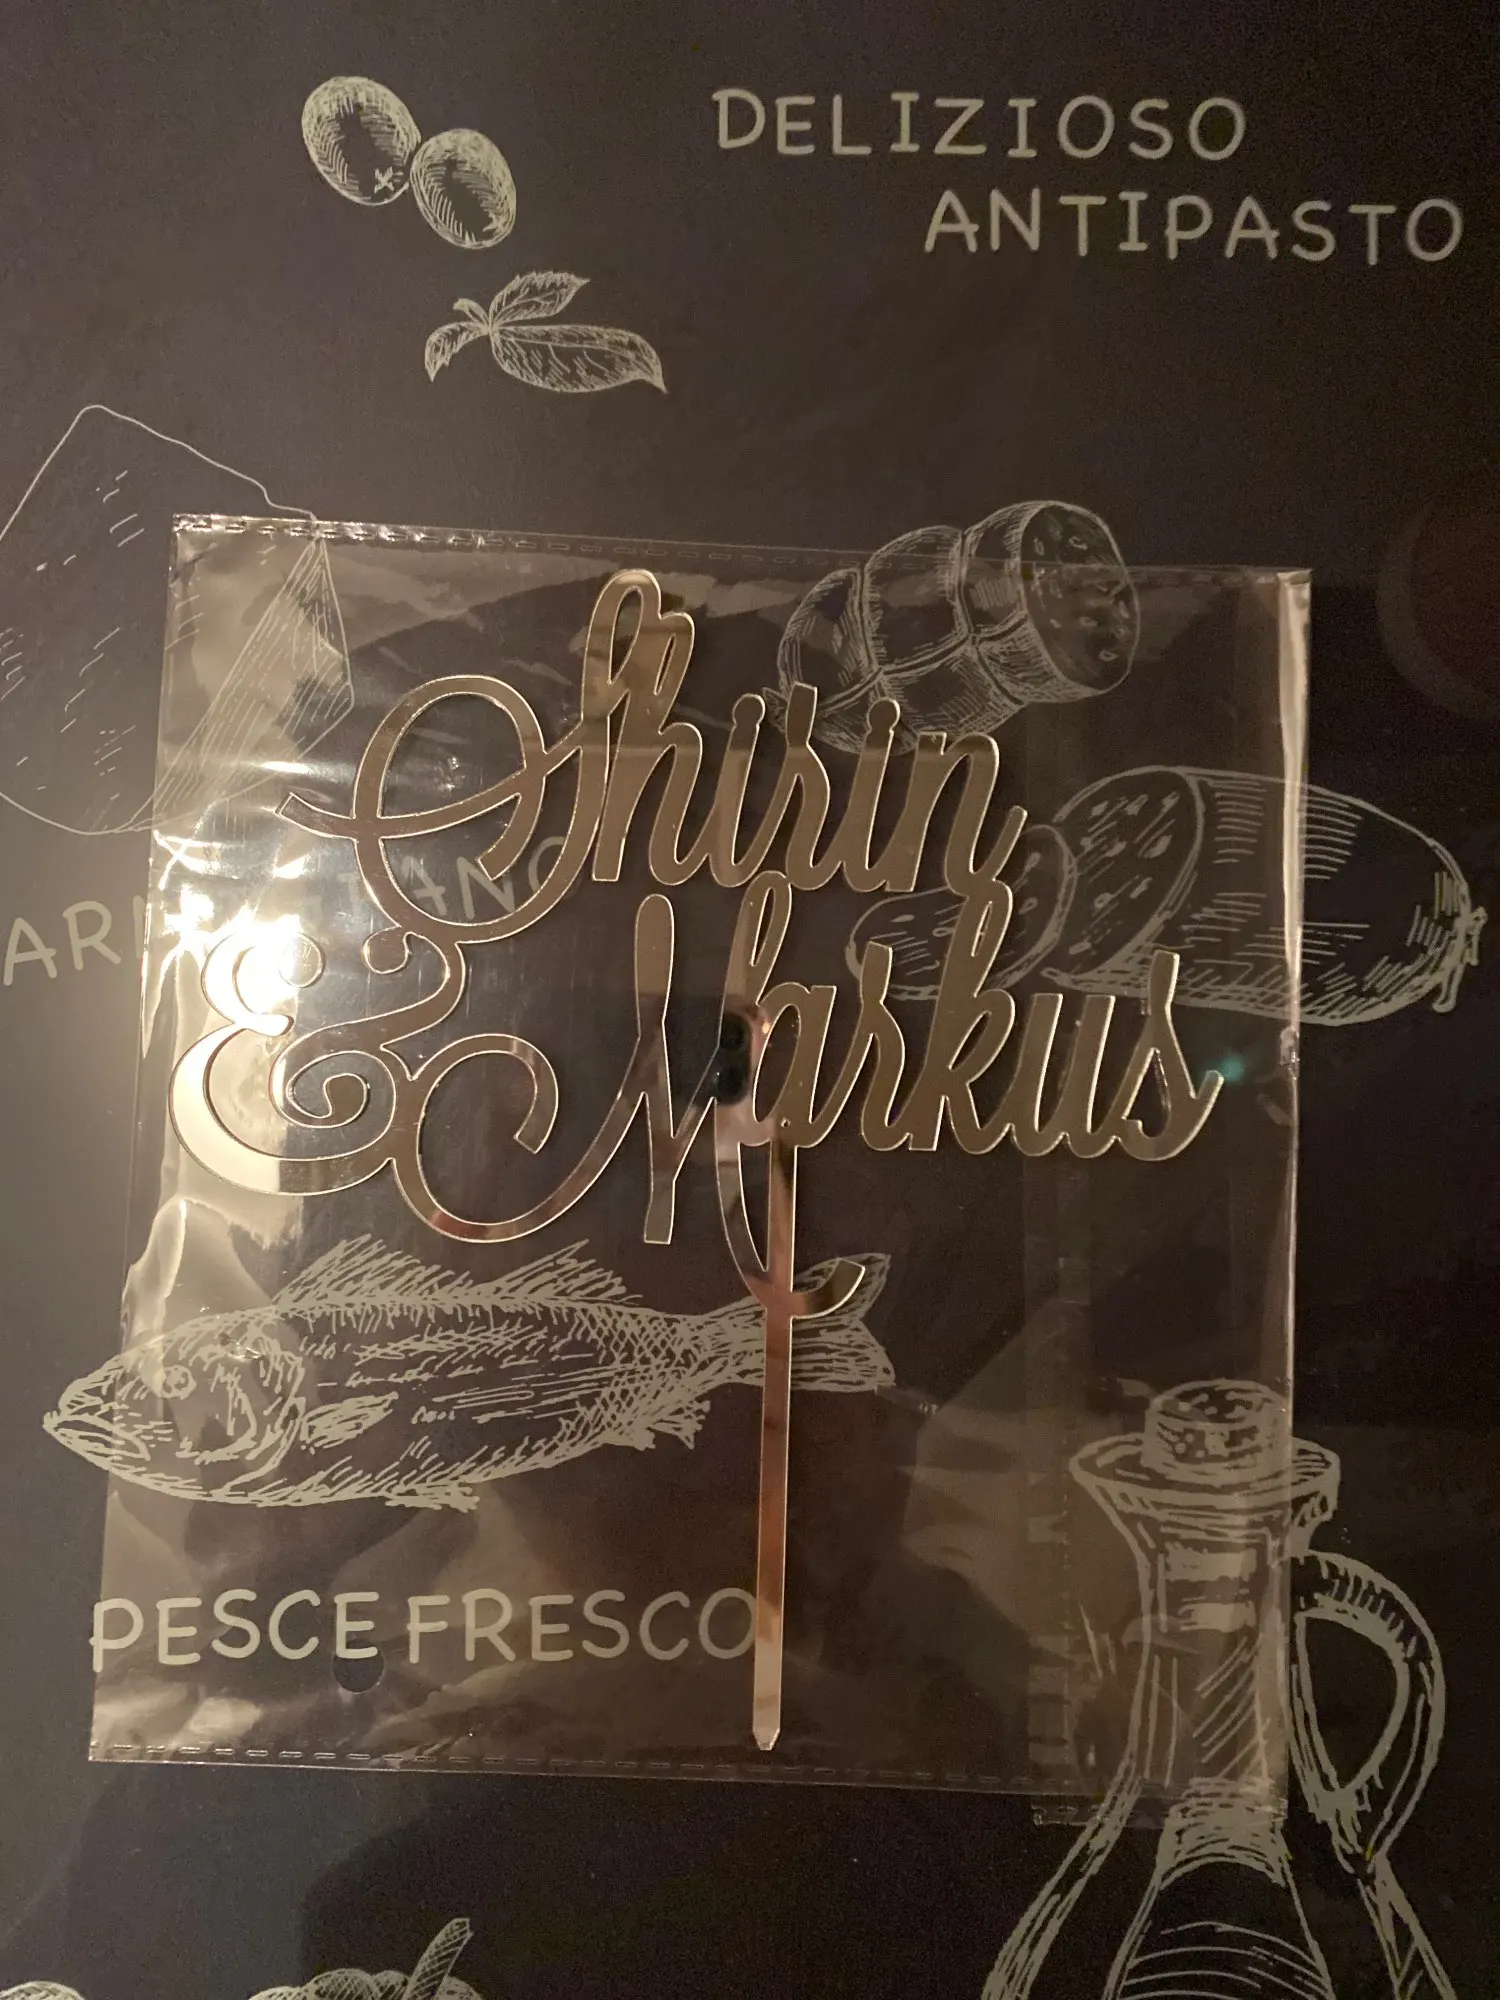 DELIZIOSO
ANTIPASTO
Shirin
& Markus
PESCE FRESCO